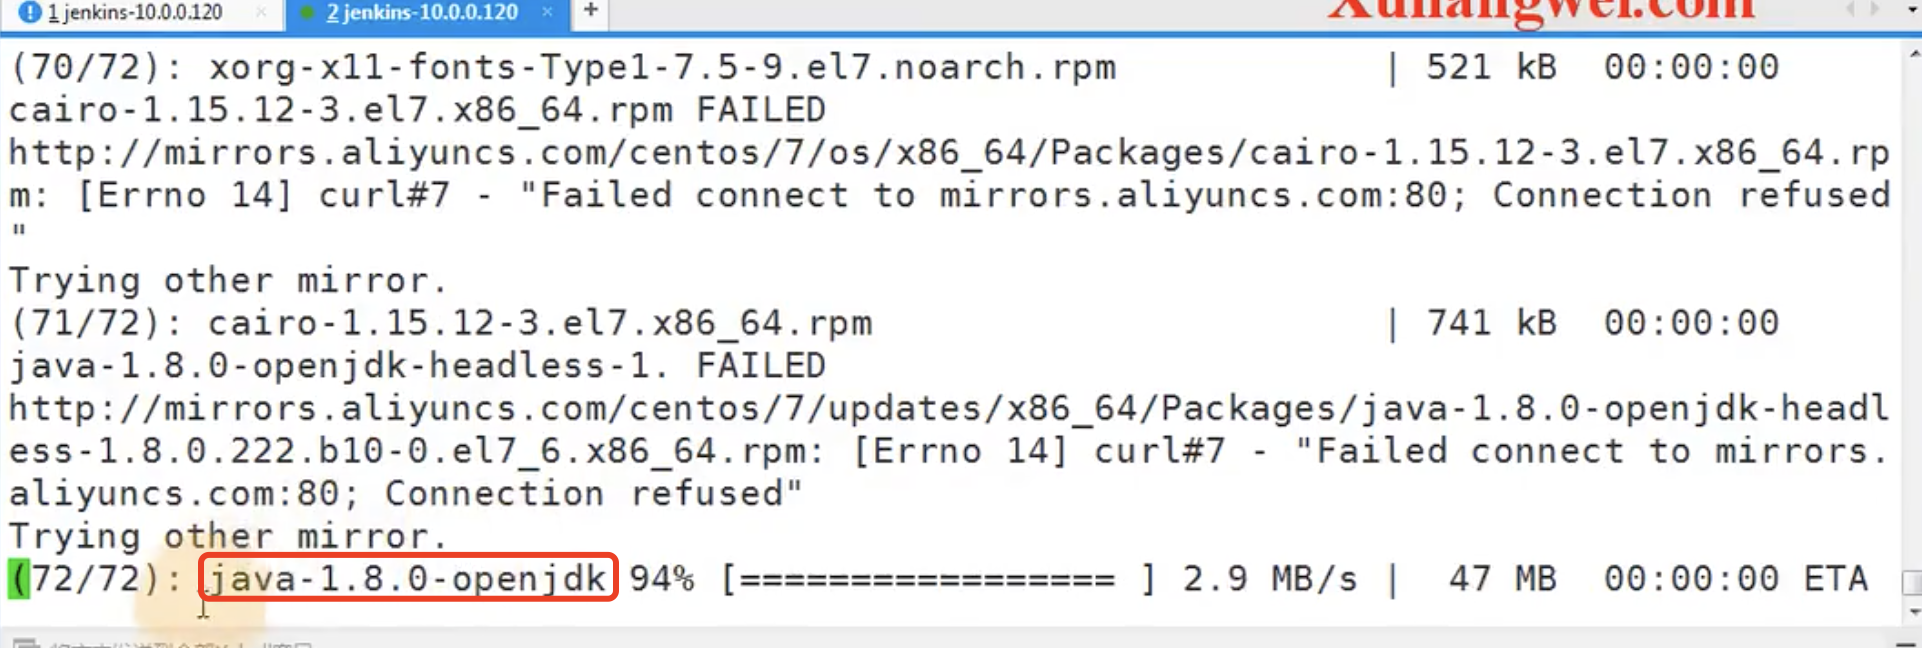 1 jenkins-10.0.0.120 × 2 jenkins-10.0.0.120 × +
Xuliangwei.com
(70/72): xorg-x11-fonts-Type1-7.5-9.el7.noarch.rpm | 521 kB 00:00:00
cairo-1.15.12-3.el7.x86_64.rpm FAILED
http://mirrors.aliyuncs.com/centos/7/os/x86_64/Packages/cairo-1.15.12-3.el7.x86_64.rp
m: [Errno 14] curl#7 - "Failed connect to mirrors.aliyuncs.com:80; Connection refused
"
Trying other mirror.
(71/72): cairo-1.15.12-3.el7.x86_64.rpm | 741 kB 00:00:00
java-1.8.0-openjdk-headless-1. FAILED
http://mirrors.aliyuncs.com/centos/7/updates/x86_64/Packages/java-1.8.0-openjdk-headl
ess-1.8.0.222.b10-0.el7_6.x86_64.rpm: [Errno 14] curl#7 - "Failed connect to mirrors.
aliyuncs.com:80; Connection refused"
Trying other mirror.
(72/72): java-1.8.0-openjdk 94% [================= ] 2.9 MB/s | 47 MB 00:00:00 ETA